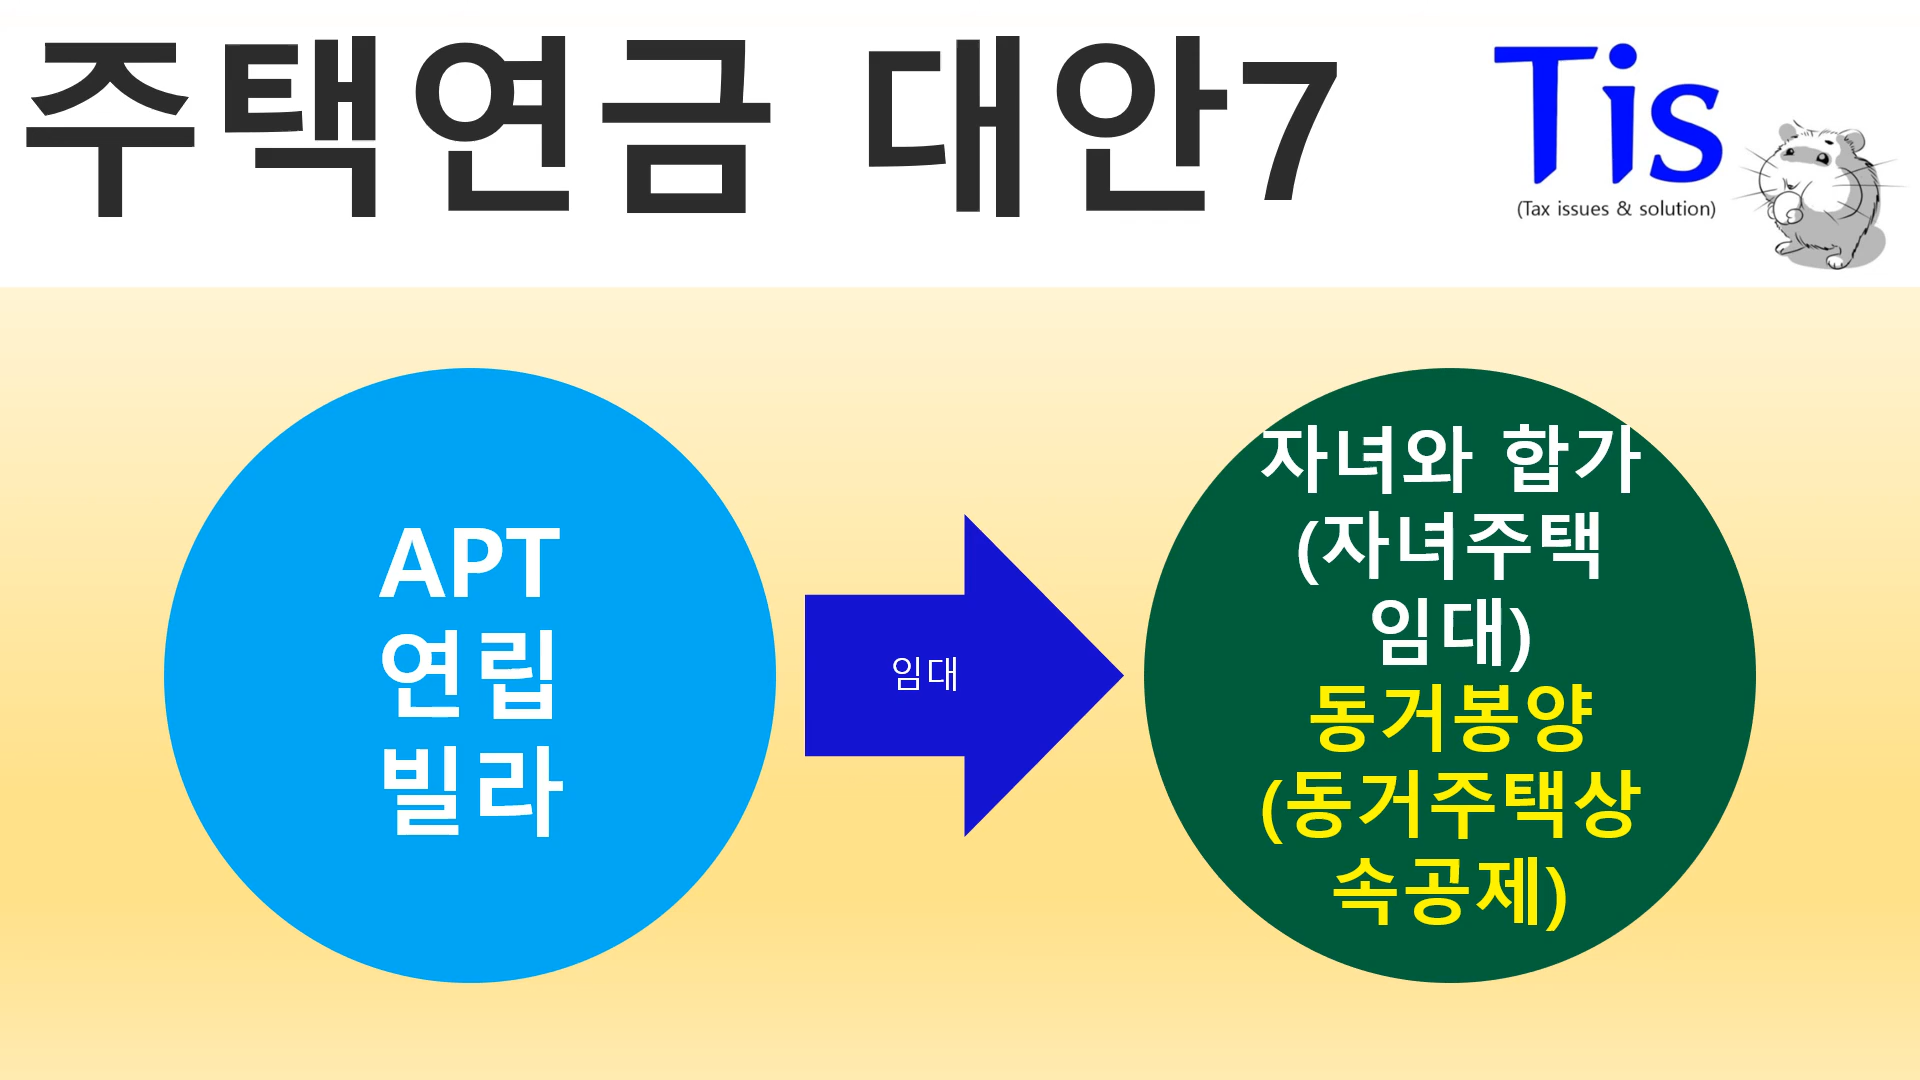 주택연금 대안7
Tis
(Tax issues & solution)
APT
연립
빌라
임대
자녀와 합가
(자녀주택
임대)
동거봉양
(동거주택상
속공제)